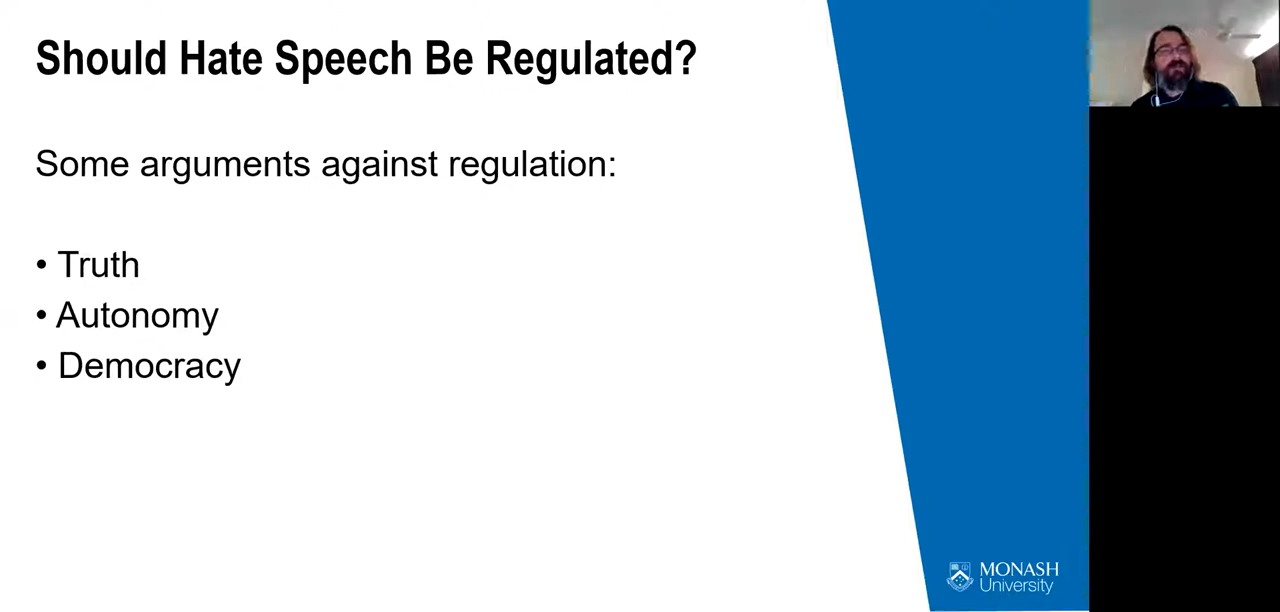 Should Hate Speech Be Regulated?
Some arguments against regulation:
• Truth
• Autonomy
• Democracy
MONASH
University